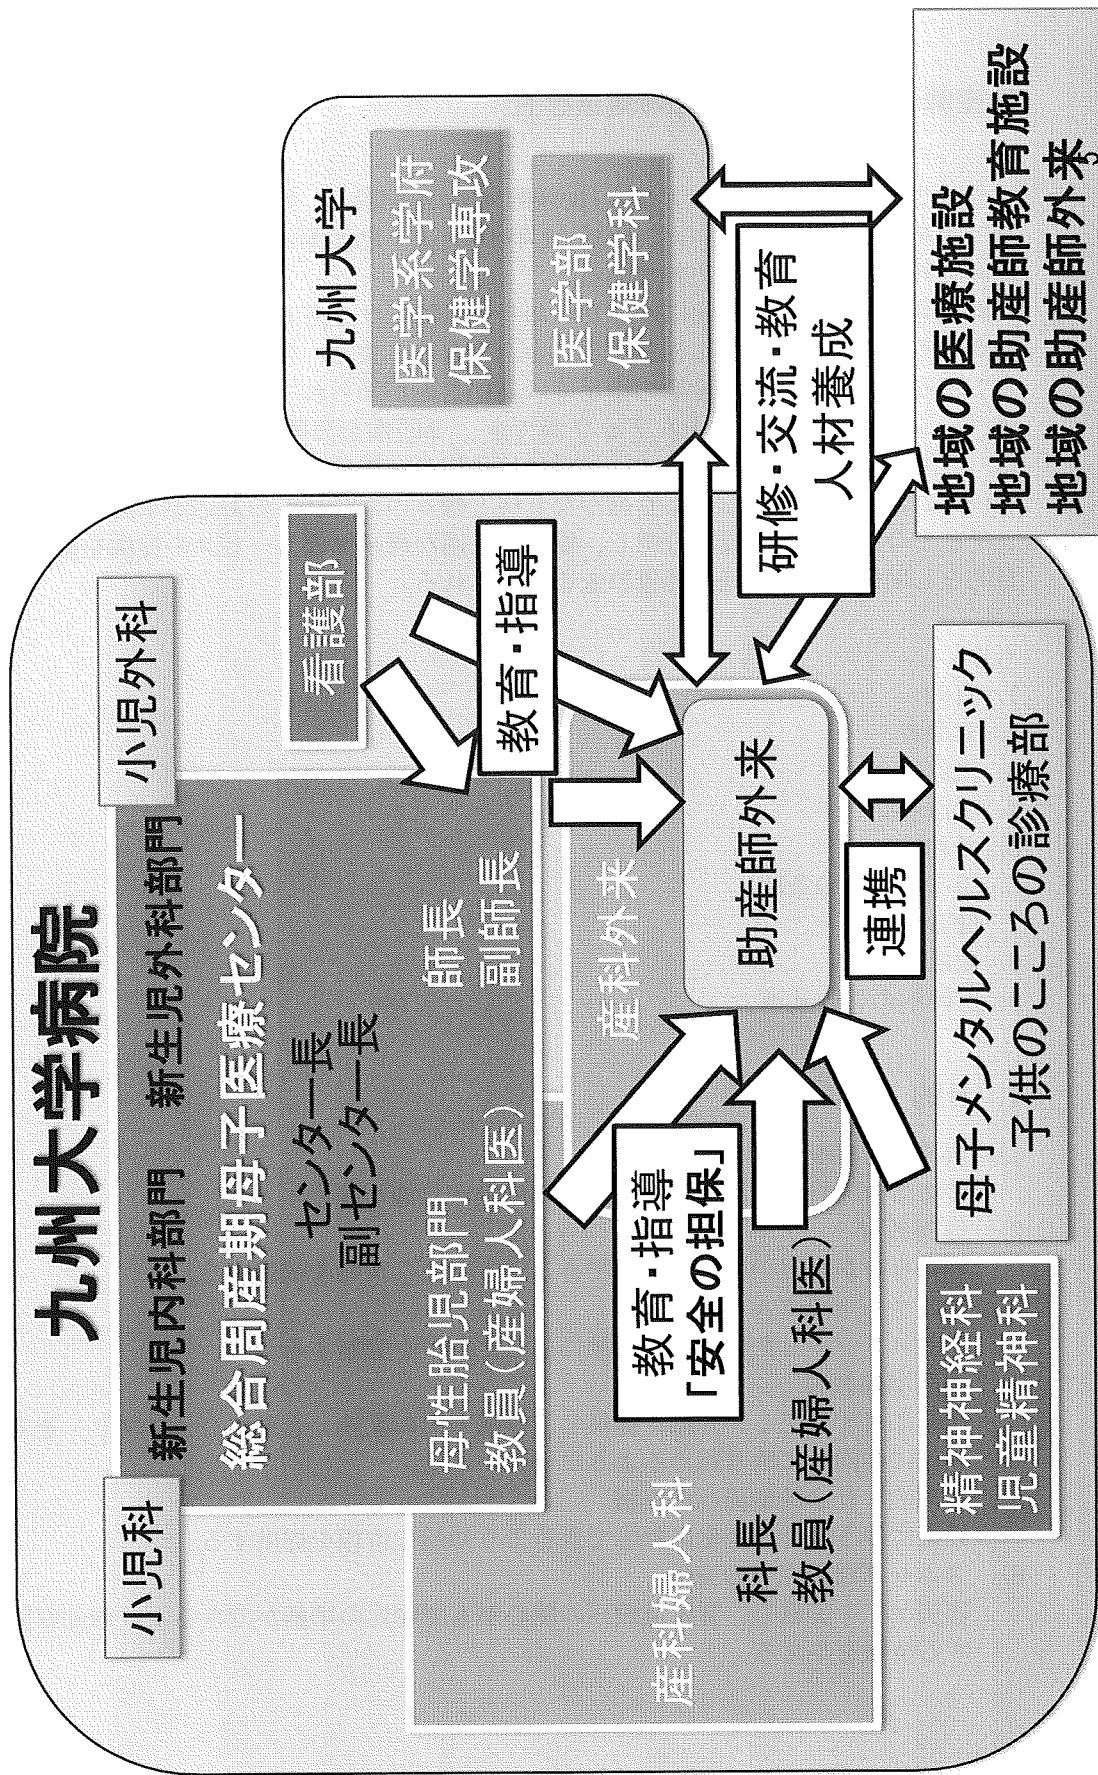 九州大学病院
小児科
小児外科
新生児内科部門 新生児外科部門
総合周産期母子医療センター
センター長
副センター長
母性胎児部門
教員(産婦人科医)
師長
副師長
看護部
教育・指導
産科婦人科
科長
教員(産婦人科医)
教育・指導
「安全の担保」
産科外来
助産師外来
連携
精神神経科
児童精神科
母子メンタルヘルスクリニック
子供のこころの診療部
九州大学
医学系学府
保健学専攻
医学部
保健学科
研修・交流・教育
人材養成
地域の医療施設
地域の助産師教育施設
地域の助産師外来
5